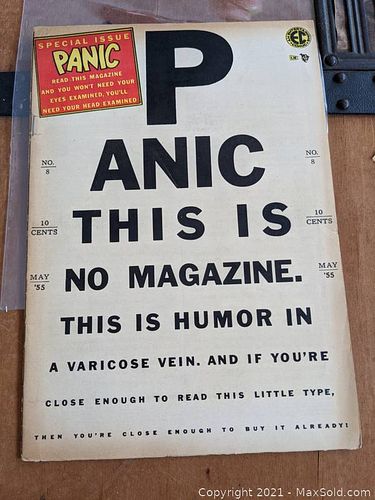 SPECIAL ISSUE
PANIC
READ THIS MAGAZINE
AND YOU WON'T NEED YOUR
EYES EXAMINED, YOU'LL
NEED YOUR HEAD EXAMINED
P
EC
ANIC
NO.
8
NO.
8
THIS IS
10
CENTS
10
CENTS
NO MAGAZINE.
MAY
'55
MAY
'55
THIS IS HUMOR IN
A VARICOSE VEIN. AND IF YOU'RE
CLOSE ENOUGH TO READ THIS LITTLE TYPE,
THEN YOU'RE CLOSE ENOUGH TO BUY IT ALREADY!
Copyright © 2021 - MaxSold.com